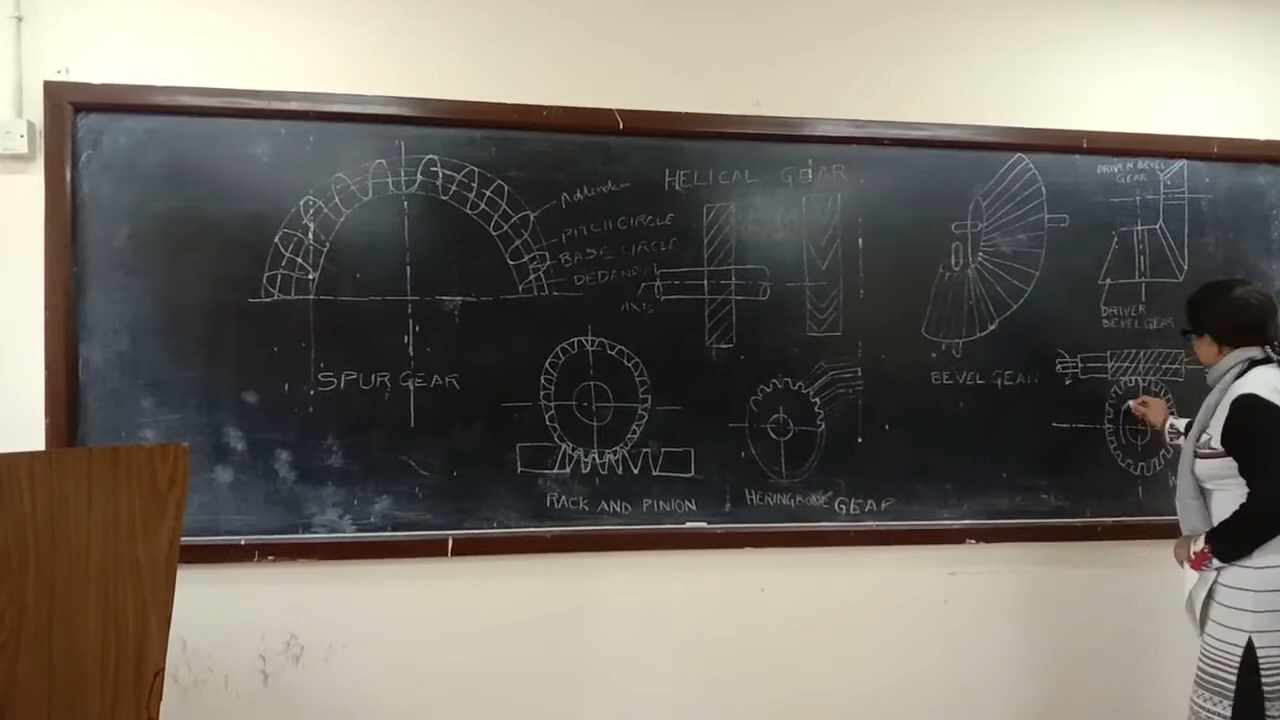 Addendum
PITCH CIRCLE
BASE CIRCLE
AXIS
SPUR GEAR
HELICAL GEAR
RACK AND PINION
HERINGBONE GEAR
BEVEL GEAR
DRIVEN BEVEL
GEAR
DRIVER
BEVEL GEAR